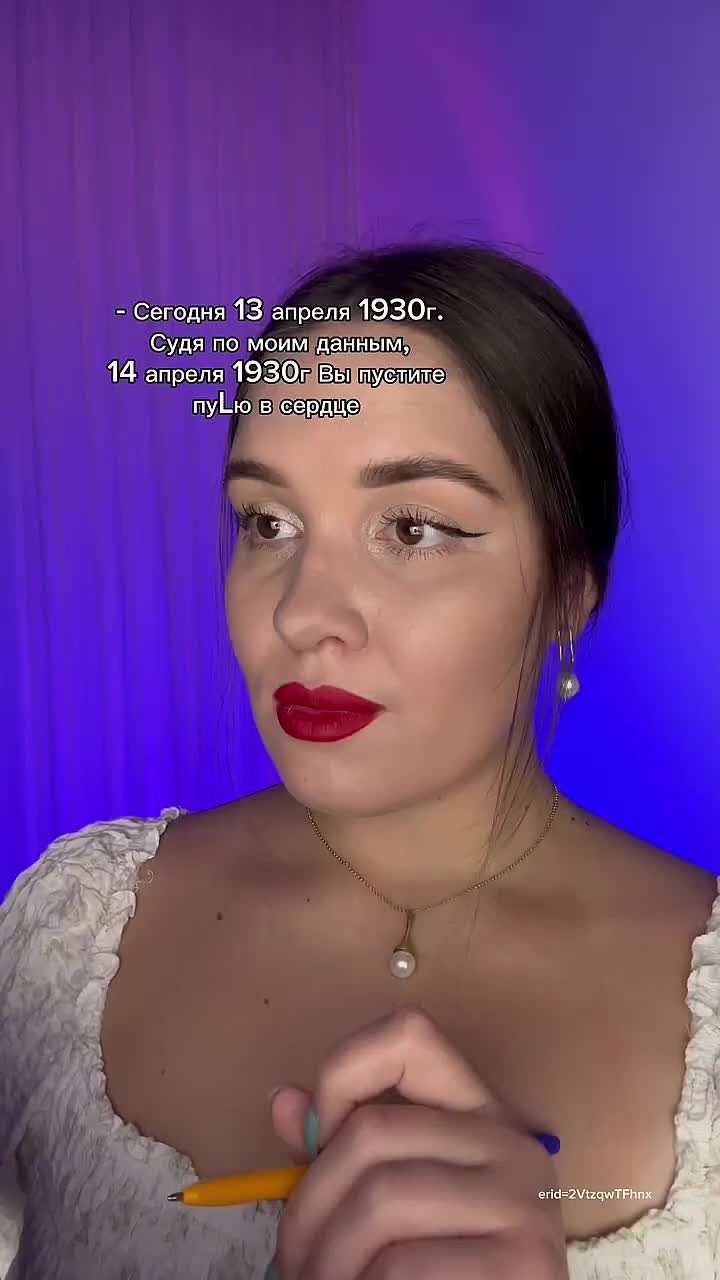 - Сегодня 13 апреля 1930г.
Судя по моим данным,
14 апреля 1930г Вы пустите
пуLю в сердце
erid=2VtzqwTFhnx